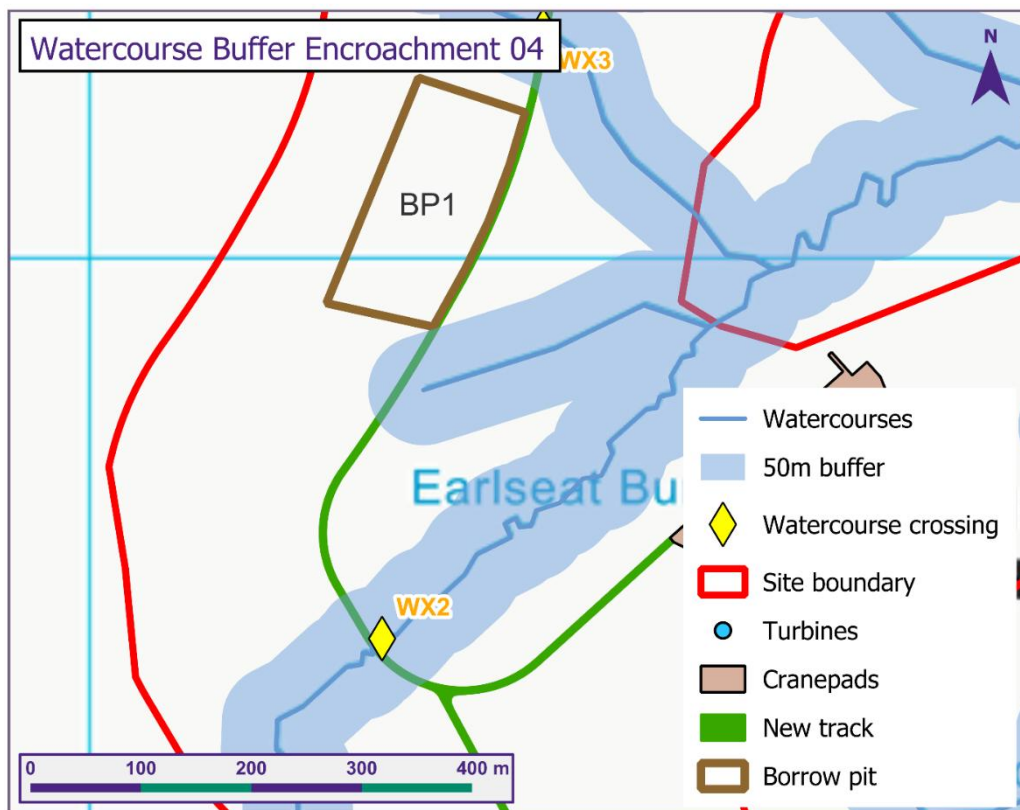 Watercourse Buffer Encroachment 04
N
WX3
BP1
Earlseat
WX2
Watercourses
50m buffer
Watercourse crossing
Site boundary
Turbines
Cranepads
New track
Borrow pit
0 100 200 300 400 m